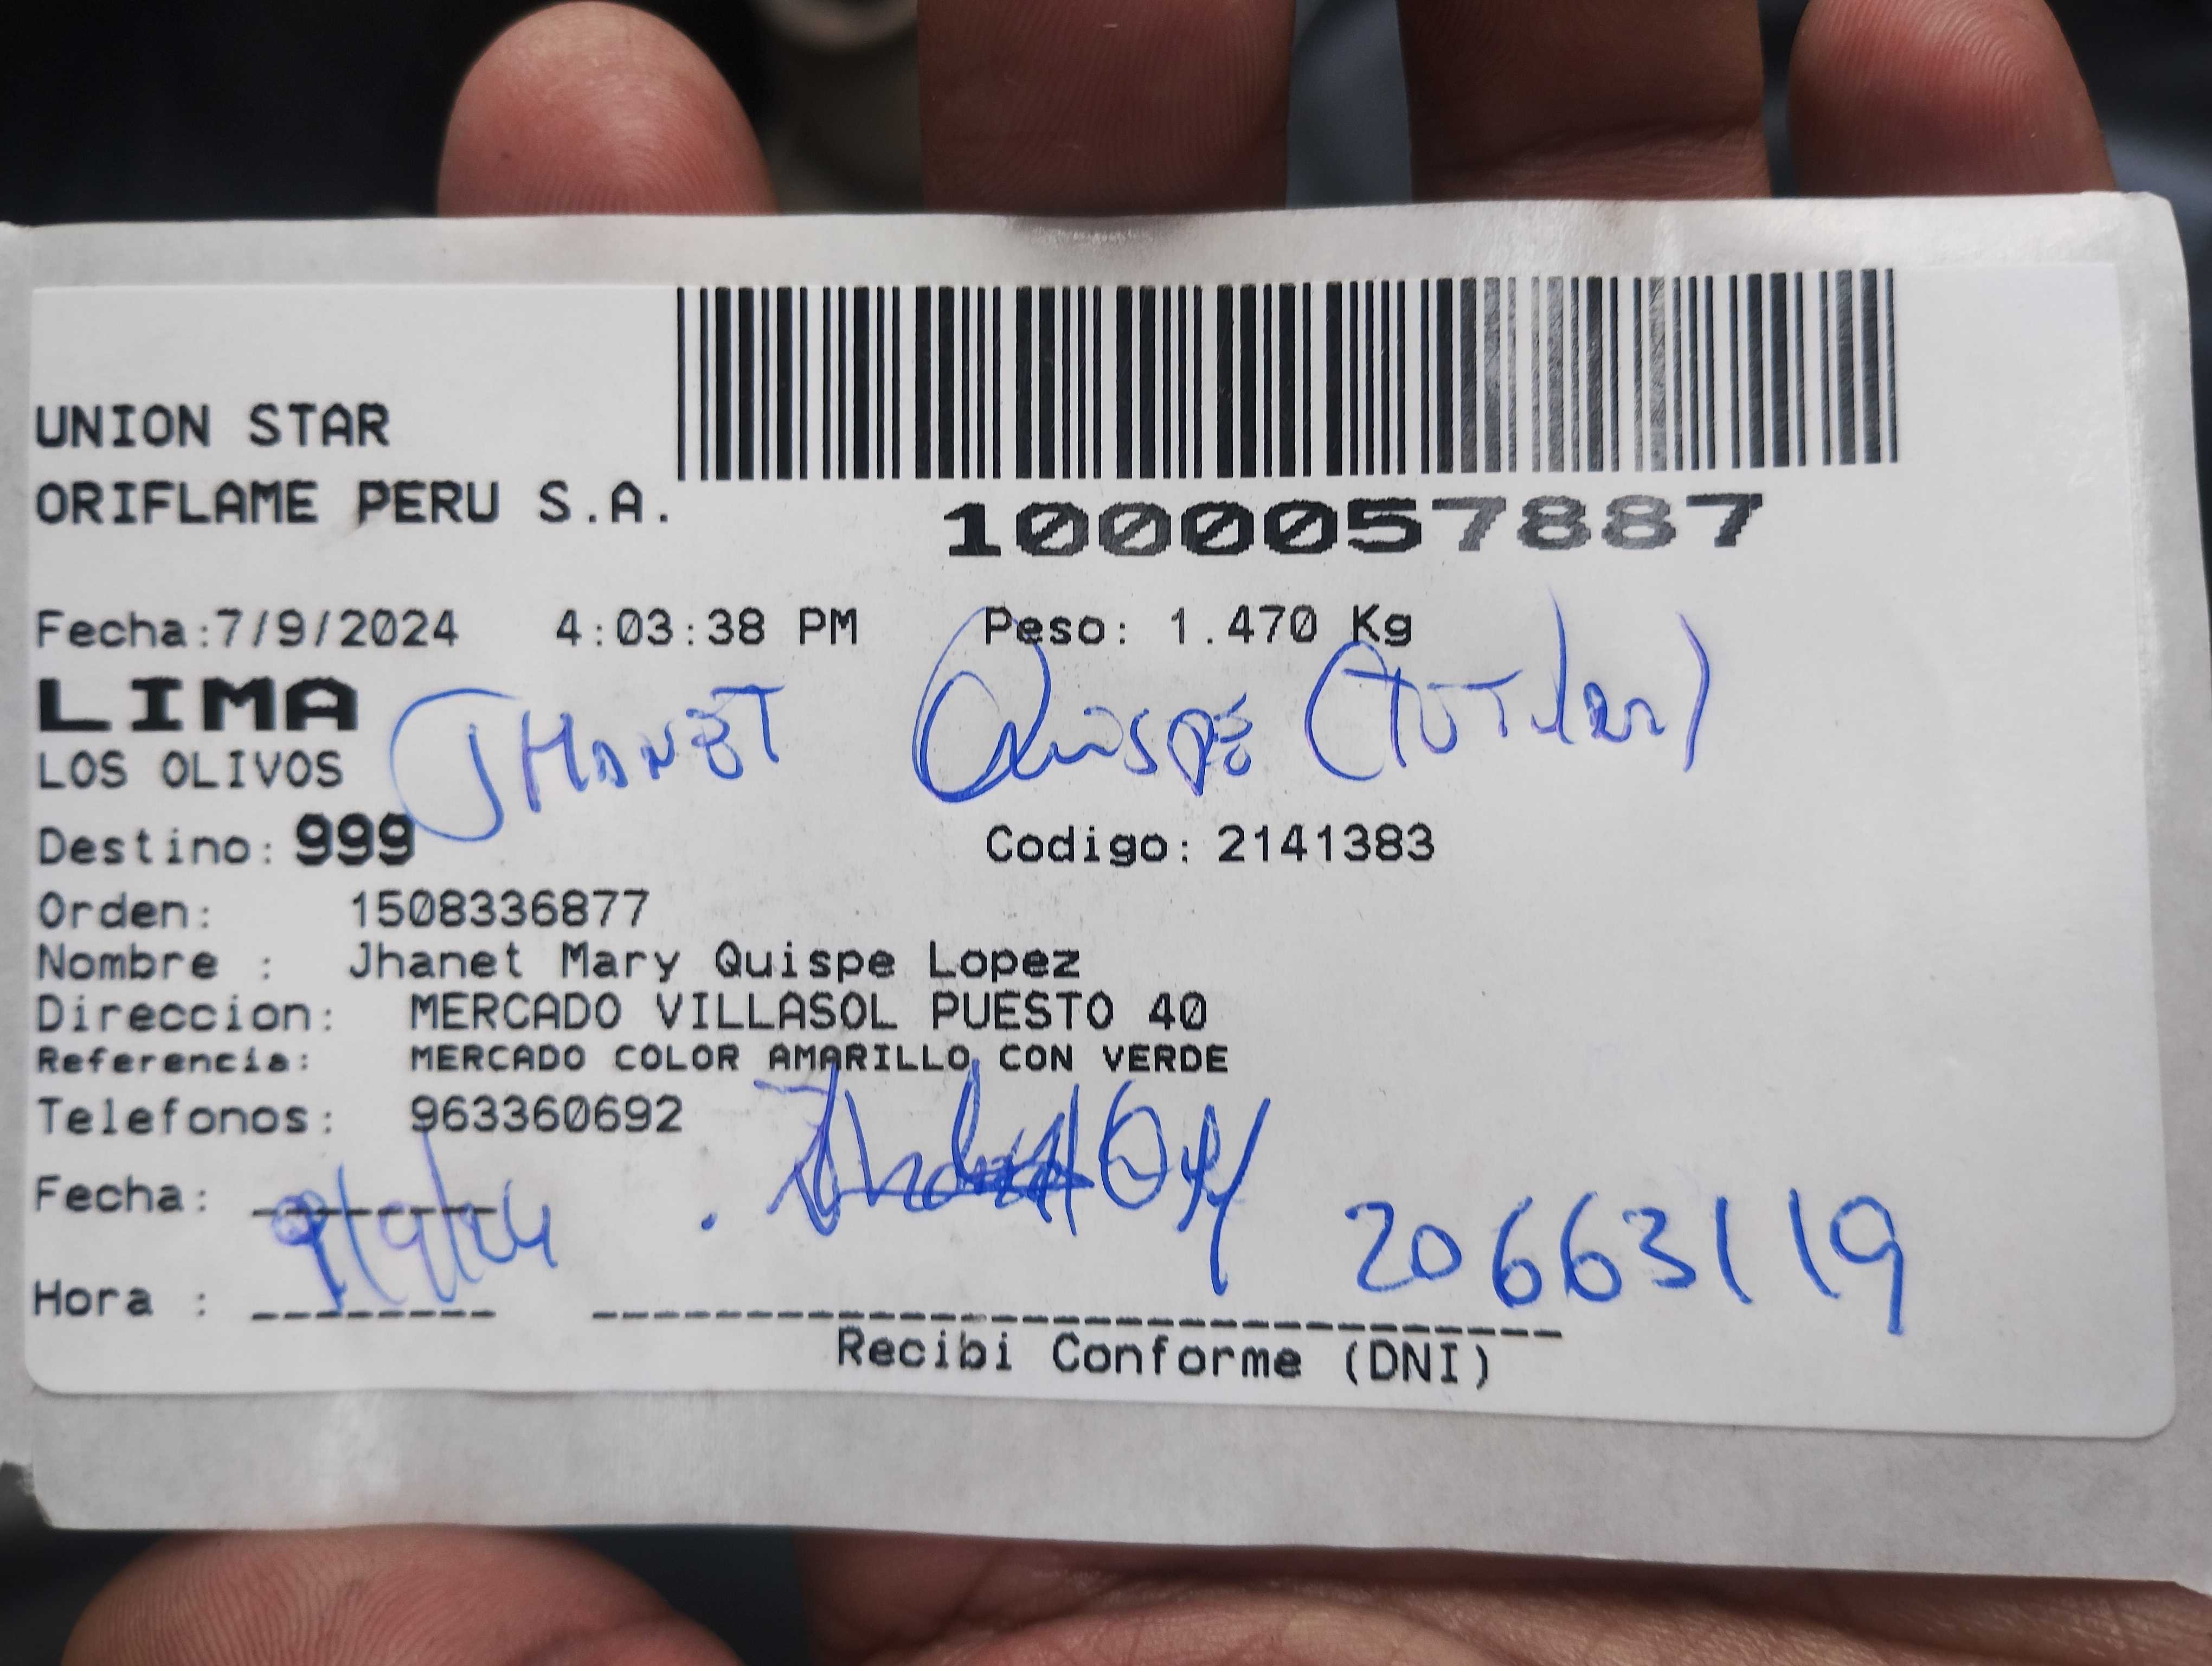 UNION STAR
ORIFLAME PERU S.A.
1000057887
Fecha:7/9/2024 4:03:38 PM Peso: 1.470 Kg
LIMA
JHANET QUISPE (TITULAR)
LOS OLIVOS
Destino: 999 Codigo: 2141383
Orden: 1508336877
Nombre : Jhanet Mary Quispe Lopez
Direccion: MERCADO VILLASOL PUESTO 40
Referencia: MERCADO COLOR AMARILLO CON VERDE
Telefonos: 963360692
Fecha: 9/9/24
20663119
Hora :
Recibi Conforme (DNI)